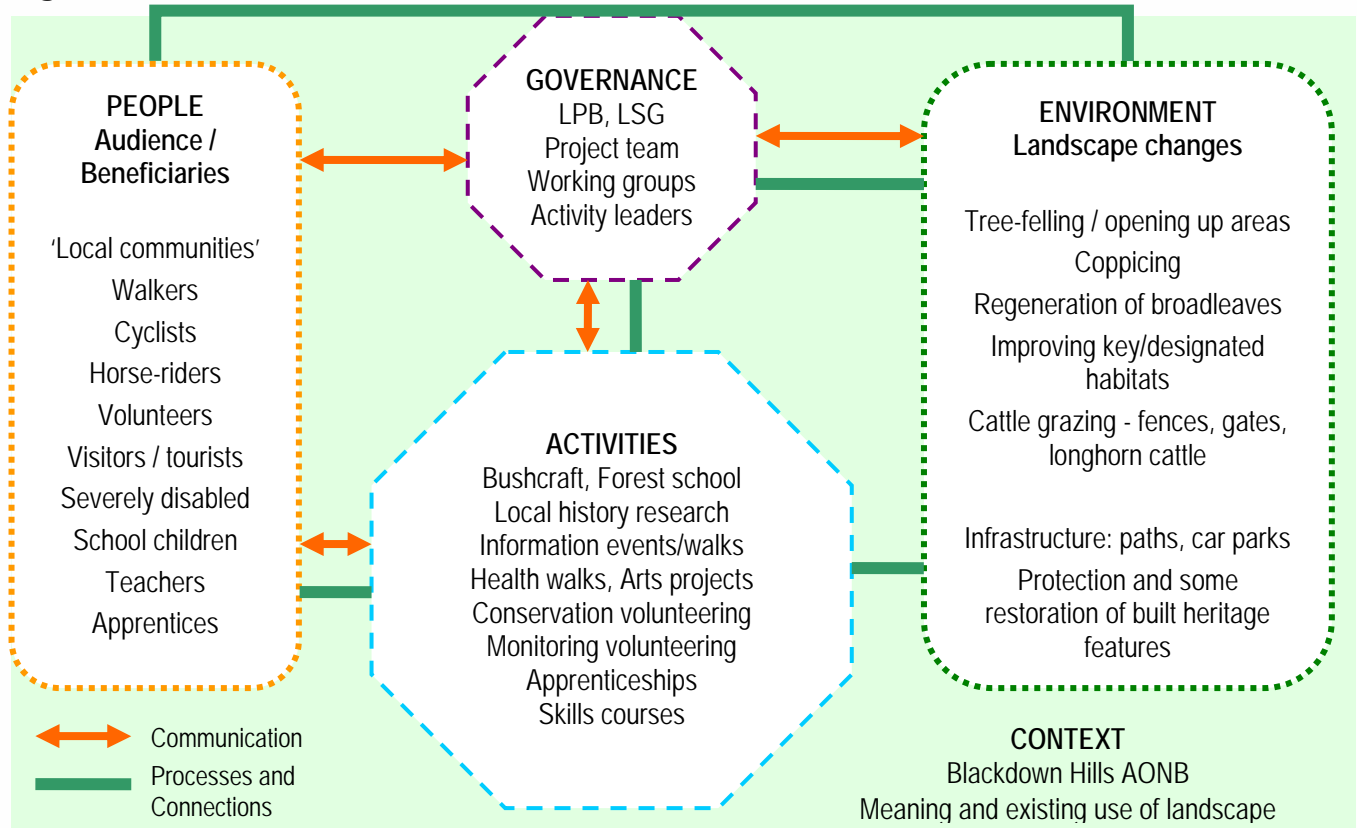 PEOPLE
Audience /
Beneficiaries
'Local communities'
Walkers
Cyclists
Horse-riders
Volunteers
Visitors / tourists
Severely disabled
School children
Teachers
Apprentices
GOVERNANCE
LPB, LSG
Project team
Working groups
Activity leaders
ACTIVITIES
Bushcraft, Forest school
Local history research
Information events/walks
Health walks, Arts projects
Conservation volunteering
Monitoring volunteering
Apprenticeships
Skills courses
ENVIRONMENT
Landscape changes
Tree-felling / opening up areas
Coppicing
Regeneration of broadleaves
Improving key/designated
habitats
Cattle grazing - fences, gates,
longhorn cattle
Infrastructure: paths, car parks
Protection and some
restoration of built heritage
features
Communication
Processes and
Connections
CONTEXT
Blackdown Hills AONB
Meaning and existing use of landscape